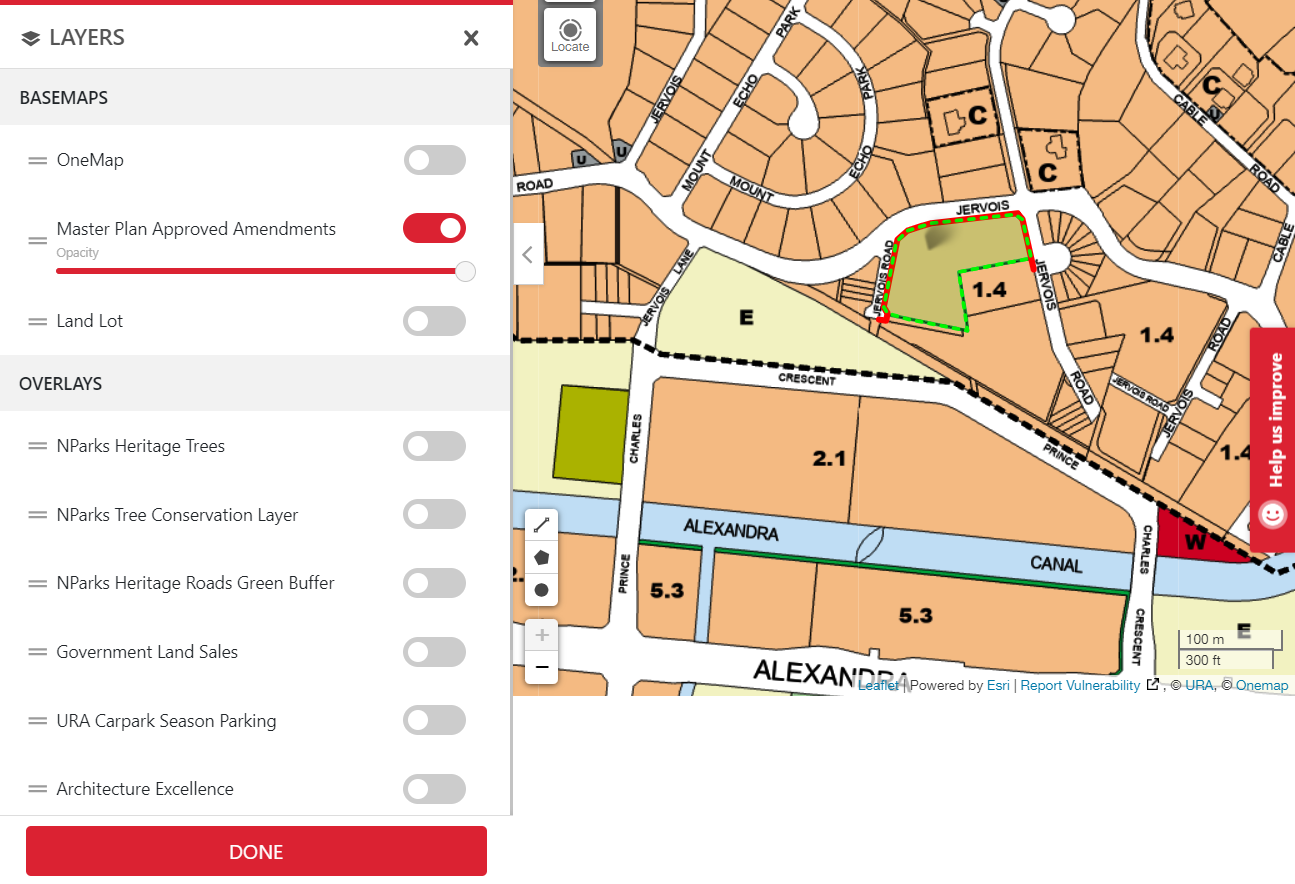 LAYERS
BASEMAPS
OneMap
Master Plan Approved Amendments
Opacity
Land Lot
OVERLAYS
NParks Heritage Trees
NParks Tree Conservation Layer
NParks Heritage Roads Green Buffer
Government Land Sales
URA Carpark Season Parking
Architecture Excellence
DONE
Locate
PARK
JERVOIS
ECHO
PARK
C
C
CABLE
U
ROAD
CABLE
U
U
ROAD
MOUNT
MOUNT
ECHO
C
JERVOIS
JERVOIS ROAD
JERVOIS
LANE
JERVOIS
ROAD
1.4
1.4
ROAD
JERVOIS ROAD
JERVOIS
1.4
E
CRESCENT
CHARLES
2.1
PRINCE
Help us improve
W
ALEXANDRA
CANAL
CHARLES
PRINCE
5.3
5.3
CRESCENT
E
100 m
300 ft
ALEXANDRA
+
−
Leaflet | Powered by Esri | Report Vulnerability , © URA, © Onemap